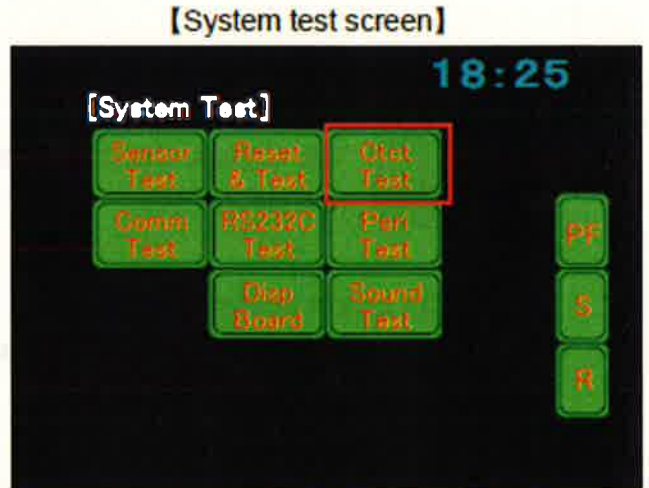 【System test screen】
18:25
[System Test]
Sensor Test
Reset & Test
Ctct Test
Comm Test
RS232C Test
Peri Test
Disp Board
Sound Test
PF
S
R